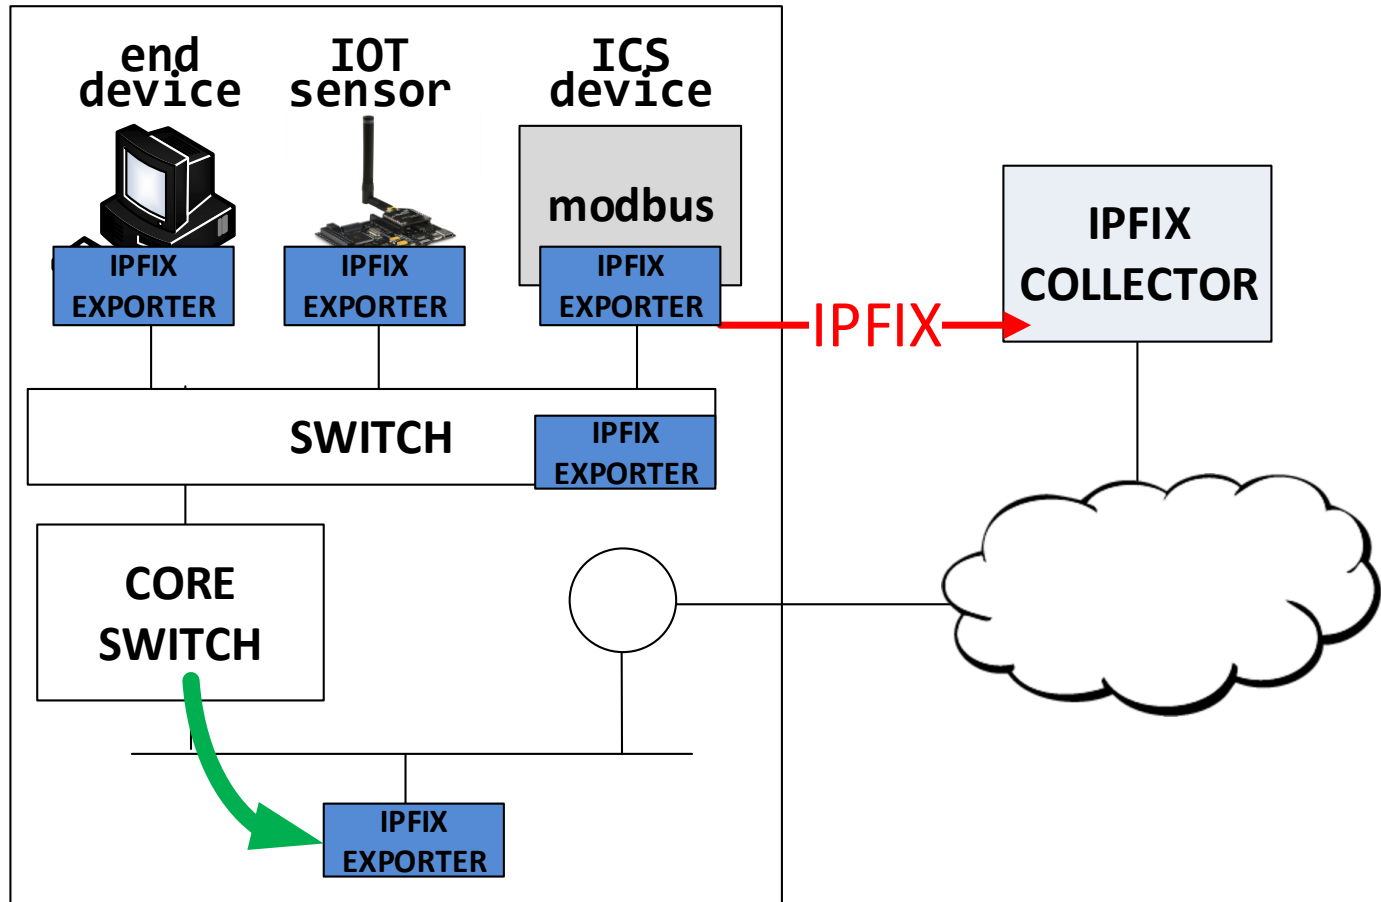 end
device
IOT
sensor
ICS
device
modbus
IPFIX
EXPORTER
IPFIX
EXPORTER
IPFIX
EXPORTER
IPFIX
IPFIX
COLLECTOR
SWITCH
IPFIX
EXPORTER
CORE
SWITCH
IPFIX
EXPORTER